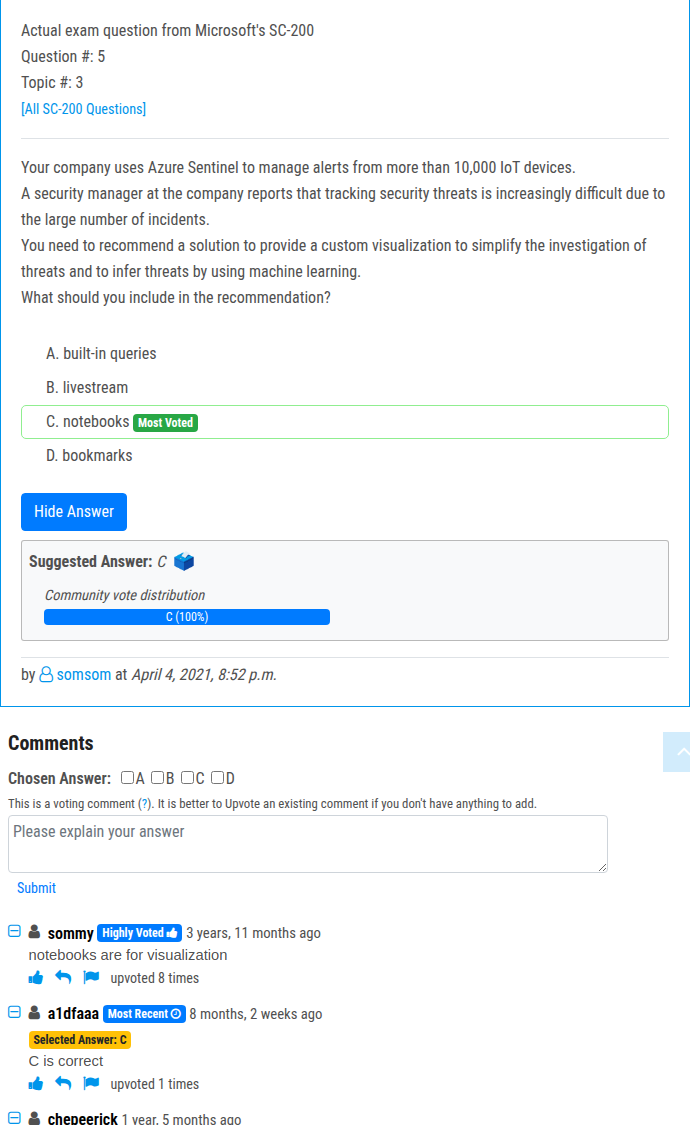 Actual exam question from Microsoft's SC-200
Question #: 5
Topic #: 3
[All SC-200 Questions]
Your company uses Azure Sentinel to manage alerts from more than 10,000 IoT devices.
A security manager at the company reports that tracking security threats is increasingly difficult due to
the large number of incidents.
You need to recommend a solution to provide a custom visualization to simplify the investigation of
threats and to infer threats by using machine learning.
What should you include in the recommendation?
A. built-in queries
B. livestream
C. notebooks Most Voted
D. bookmarks
Hide Answer
Suggested Answer: C
Community vote distribution
C (100%)
by somsom at April 4, 2021, 8:52 p.m.
Comments
Chosen Answer: A B C D
This is a voting comment (?). It is better to Upvote an existing comment if you don't have anything to add.
Please explain your answer
Submit
sommy Highly Voted 3 years, 11 months ago
notebooks are for visualization
upvoted 8 times
a1dfaaa Most Recent 8 months, 2 weeks ago
Selected Answer: C
C is correct
upvoted 1 times
chepeerick 1 year, 5 months ago